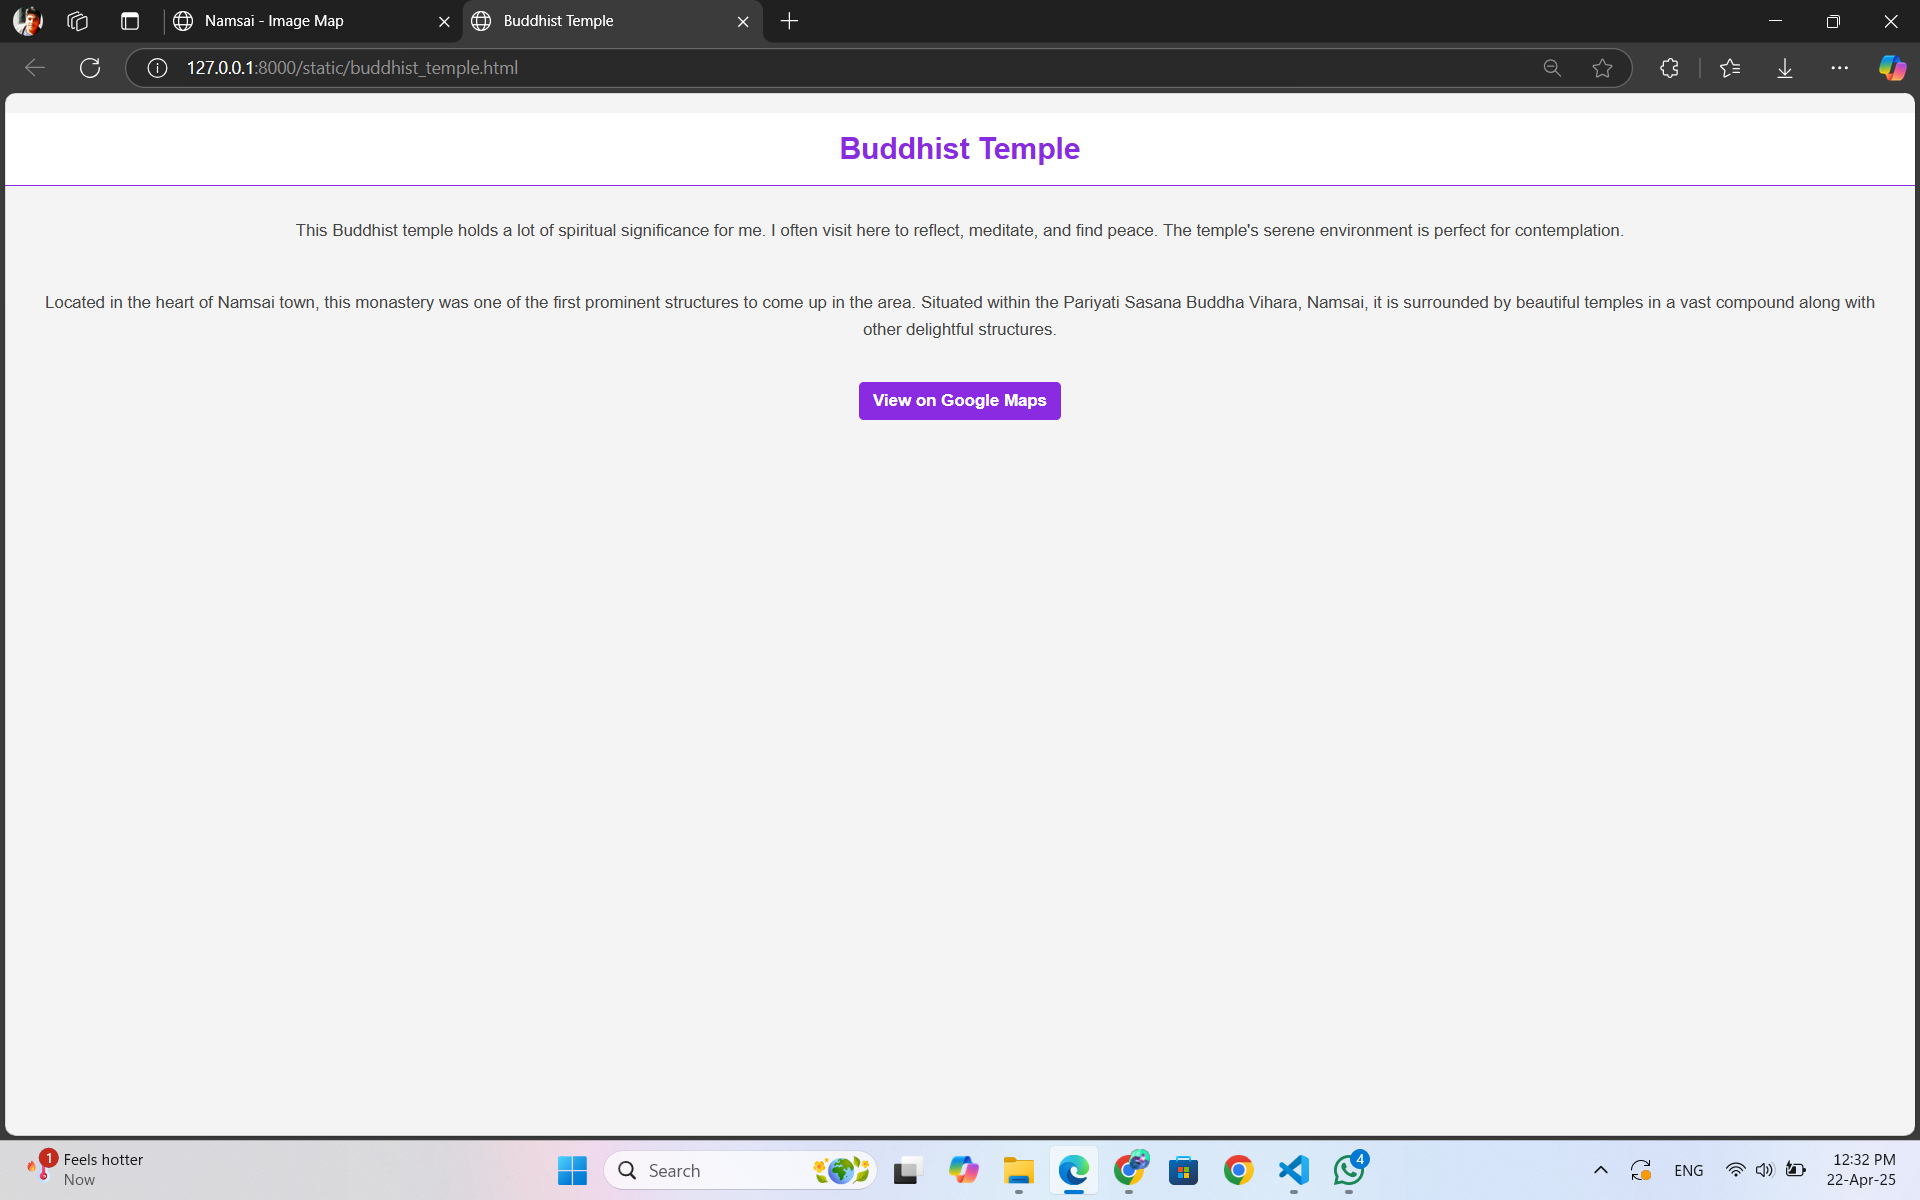 Namsai - Image Map
Buddhist Temple
127.0.0.1:8000/static/buddhist_temple.html
Buddhist Temple
This Buddhist temple holds a lot of spiritual significance for me. I often visit here to reflect, meditate, and find peace. The temple's serene environment is perfect for contemplation.
Located in the heart of Namsai town, this monastery was one of the first prominent structures to come up in the area. Situated within the Pariyati Sasana Buddha Vihara, Namsai, it is surrounded by beautiful temples in a vast compound along with
other delightful structures.
View on Google Maps
1
Feels hotter
Now
Search
4
ENG
12:32 PM
22-Apr-25